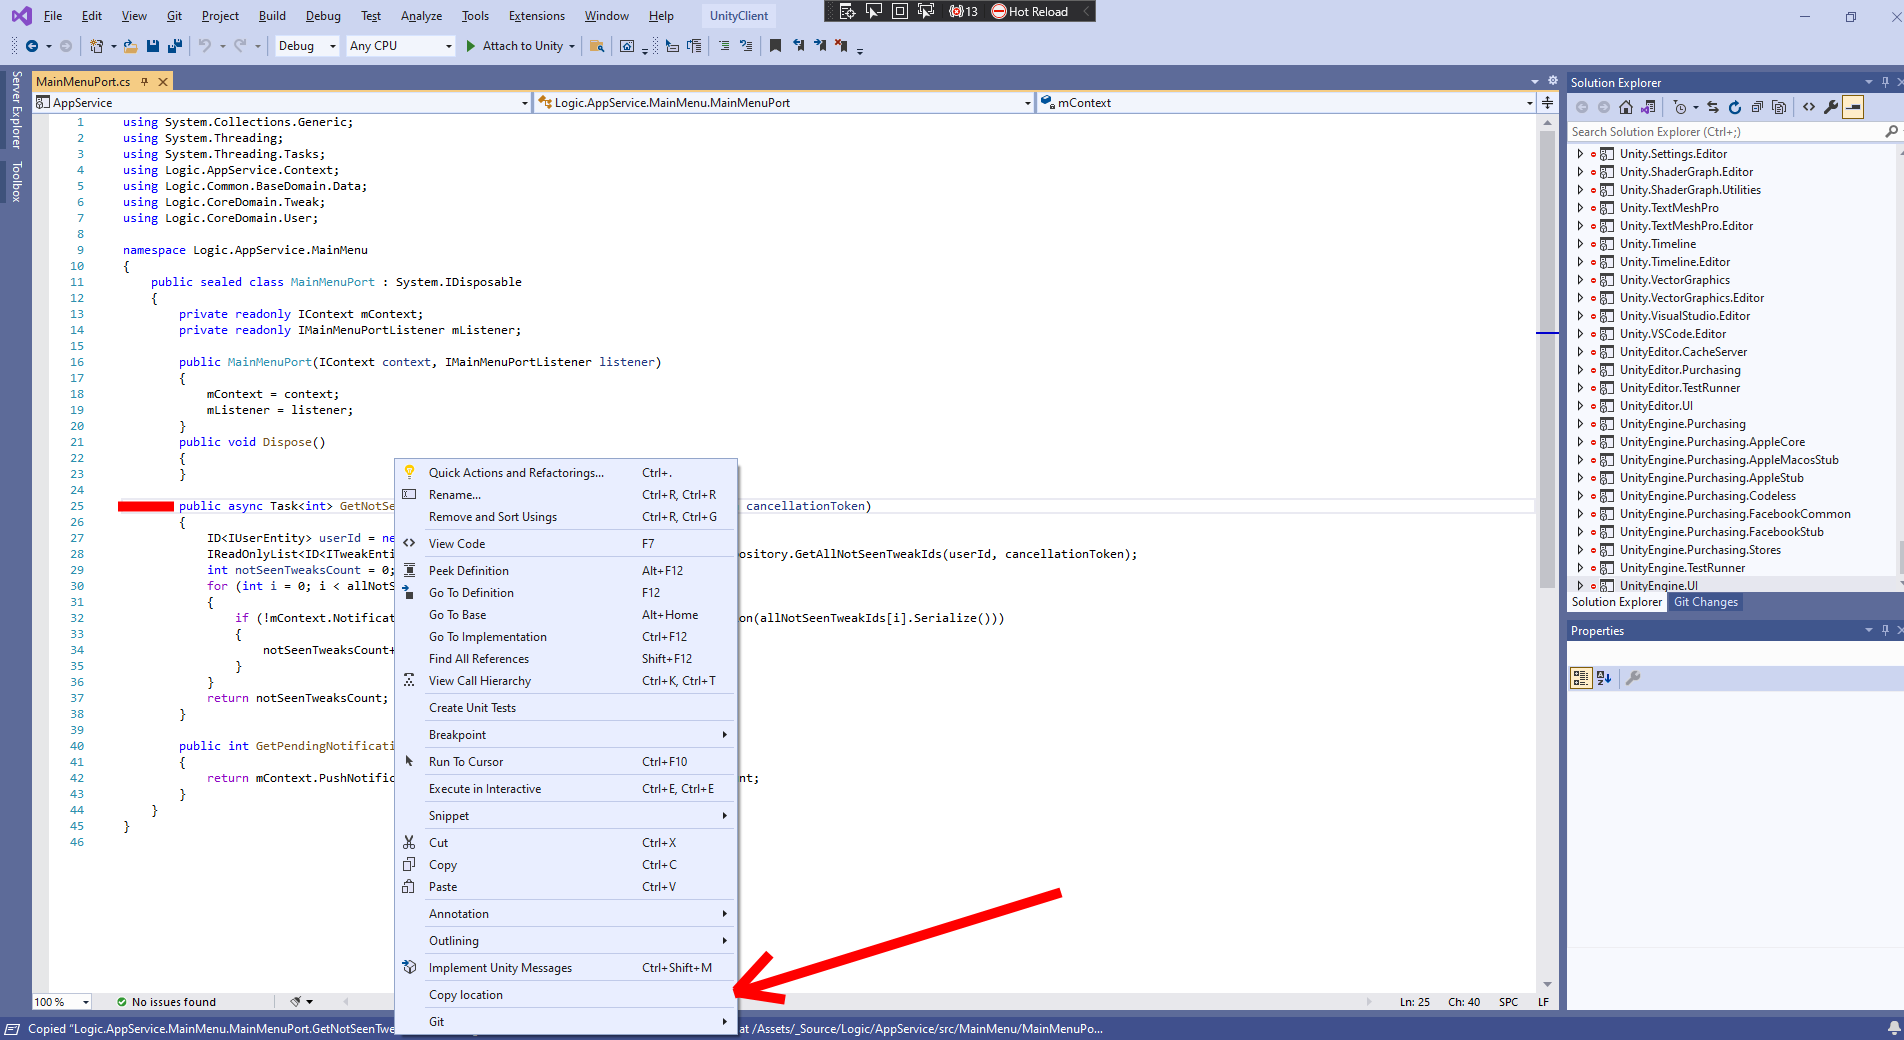 File Edit View Git Project Build Debug Test Analyze Tools Extensions Window Help UnityClient
13 Hot Reload
Debug Any CPU Attach to Unity
Server Explorer
Toolbox
MainMenuPort.cs
AppService Logic.AppService.MainMenu.MainMenuPort mContext
1 using System.Collections.Generic;
2 using System.Threading;
3 using System.Threading.Tasks;
4 using Logic.AppService.Context;
5 using Logic.Common.BaseDomain.Data;
6 using Logic.CoreDomain.Tweak;
7 using Logic.CoreDomain.User;
8
9 namespace Logic.AppService.MainMenu
10 {
11 public sealed class MainMenuPort : System.IDisposable
12 {
13 private readonly IContext mContext;
14 private readonly IMainMenuPortListener mListener;
15
16 public MainMenuPort(IContext context, IMainMenuPortListener listener)
17 {
18 mContext = context;
19 mListener = listener;
20 }
21 public void Dispose()
22 {
23 }
24
25 public async Task<int> GetNotSe cancellationToken)
26 {
27 ID<IUserEntity> userId = ne
28 IReadOnlyList<ID<ITweakEnti ository.GetAllNotSeenTweakIds(userId, cancellationToken);
29 int notSeenTweaksCount = 0;
30 for (int i = 0; i < allNotS
31 {
32 if (!mContext.Notificat on(allNotSeenTweakIds[i].Serialize()))
33 {
34 notSeenTweaksCount+
35 }
36 }
37 return notSeenTweaksCount;
38 }
39
40 public int GetPendingNotificati
41 {
42 return mContext.PushNotific nt;
43 }
44 }
45 }
46
Quick Actions and Refactorings... Ctrl+.
Rename... Ctrl+R, Ctrl+R
Remove and Sort Usings Ctrl+R, Ctrl+G
View Code F7
Peek Definition Alt+F12
Go To Definition F12
Go To Base Alt+Home
Go To Implementation Ctrl+F12
Find All References Shift+F12
View Call Hierarchy Ctrl+K, Ctrl+T
Create Unit Tests
Breakpoint
Run To Cursor Ctrl+F10
Execute in Interactive Ctrl+E, Ctrl+E
Snippet
Cut Ctrl+X
Copy Ctrl+C
Paste Ctrl+V
Annotation
Outlining
Implement Unity Messages Ctrl+Shift+M
Copy location
Git
100 % No issues found Ln: 25 Ch: 40 SPC LF
Copied "Logic.AppService.MainMenu.MainMenuPort.GetNotSeenTwe at /Assets/_Source/Logic/AppService/src/MainMenu/MainMenuPo...
Solution Explorer
Search Solution Explorer (Ctrl+;)
Unity.Settings.Editor
Unity.ShaderGraph.Editor
Unity.ShaderGraph.Utilities
Unity.TextMeshPro
Unity.TextMeshPro.Editor
Unity.Timeline
Unity.Timeline.Editor
Unity.VectorGraphics
Unity.VectorGraphics.Editor
Unity.VisualStudio.Editor
Unity.VSCode.Editor
UnityEditor.CacheServer
UnityEditor.Purchasing
UnityEditor.TestRunner
UnityEditor.UI
UnityEngine.Purchasing
UnityEngine.Purchasing.AppleCore
UnityEngine.Purchasing.AppleMacosStub
UnityEngine.Purchasing.AppleStub
UnityEngine.Purchasing.Codeless
UnityEngine.Purchasing.FacebookCommon
UnityEngine.Purchasing.FacebookStub
UnityEngine.Purchasing.Stores
UnityEngine.TestRunner
UnityEngine.UI
Solution Explorer Git Changes
Properties